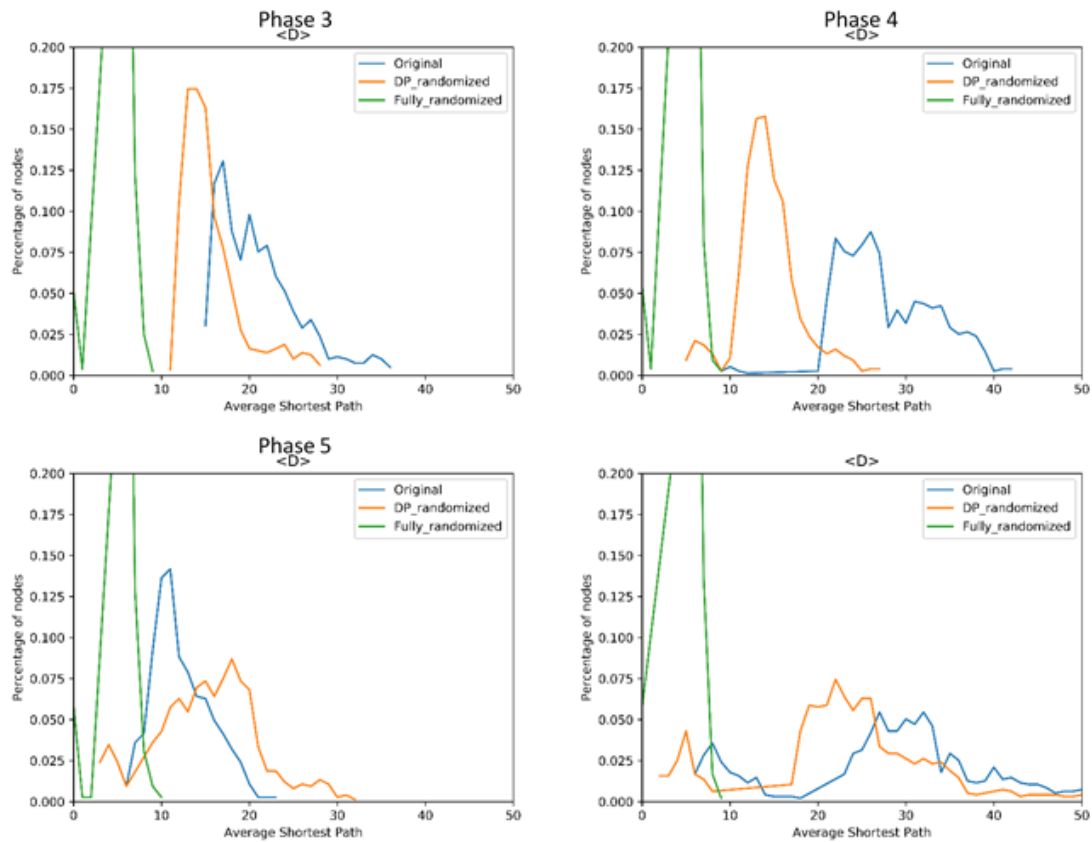 Phase 3
<D>
Percentage of nodes
0.200
0.175
0.150
0.125
0.100
0.075
0.050
0.025
0.000
Original
DP_randomized
Fully_randomized
0 10 20 30 40 50
Average Shortest Path
Phase 4
<D>
Percentage of nodes
0.200
0.175
0.150
0.125
0.100
0.075
0.050
0.025
0.000
Original
DP_randomized
Fully_randomized
0 10 20 30 40 50
Average Shortest Path
Phase 5
<D>
Percentage of nodes
0.200
0.175
0.150
0.125
0.100
0.075
0.050
0.025
0.000
Original
DP_randomized
Fully_randomized
0 10 20 30 40 50
Average Shortest Path
<D>
Percentage of nodes
0.200
0.175
0.150
0.125
0.100
0.075
0.050
0.025
0.000
Original
DP_randomized
Fully_randomized
0 10 20 30 40 50
Average Shortest Path